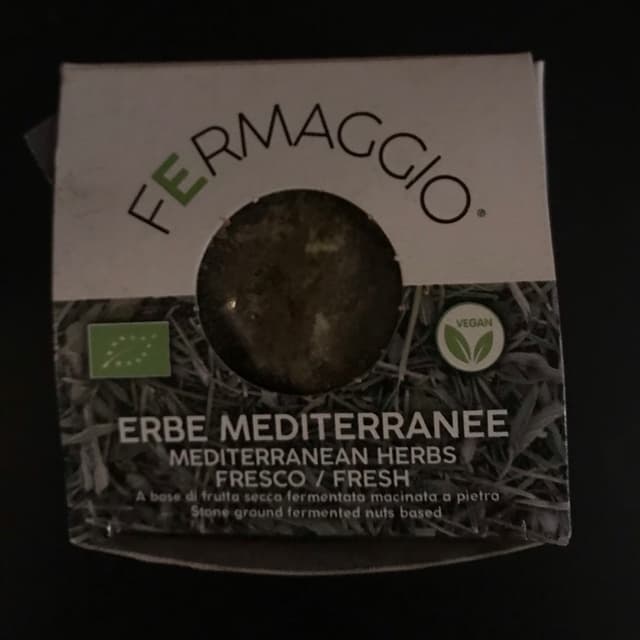 FERMAGGIO®
VEGAN
ERBE MEDITERRANEE
MEDITERRANEAN HERBS
FRESCO / FRESH
A base di frutta secca fermentata macinata a pietra
Stone ground fermented nuts based